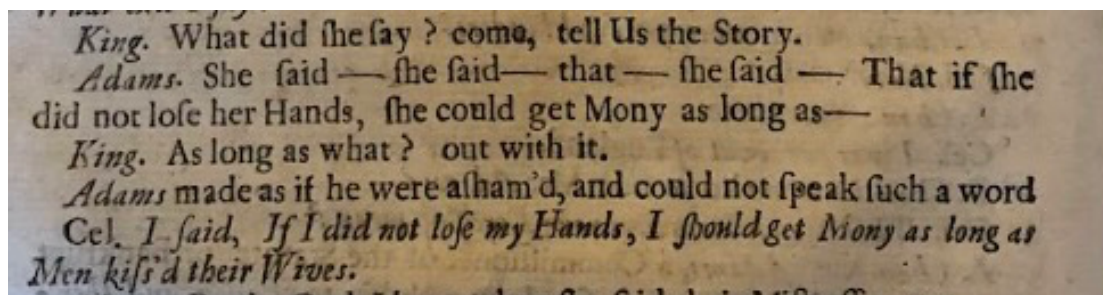 King. What did ſhe ſay ? come, tell Us the Story.
Adams. She ſaid — ſhe ſaid — that — ſhe ſaid — That if ſhe
did not loſe her Hands, ſhe could get Mony as long as—
King. As long as what ? out with it.
Adams made as if he were aſham'd, and could not ſpeak ſuch a word
Cel. I ſaid, If I did not loſe my Hands, I ſhould get Mony as long as
Men kiſs'd their Wives.